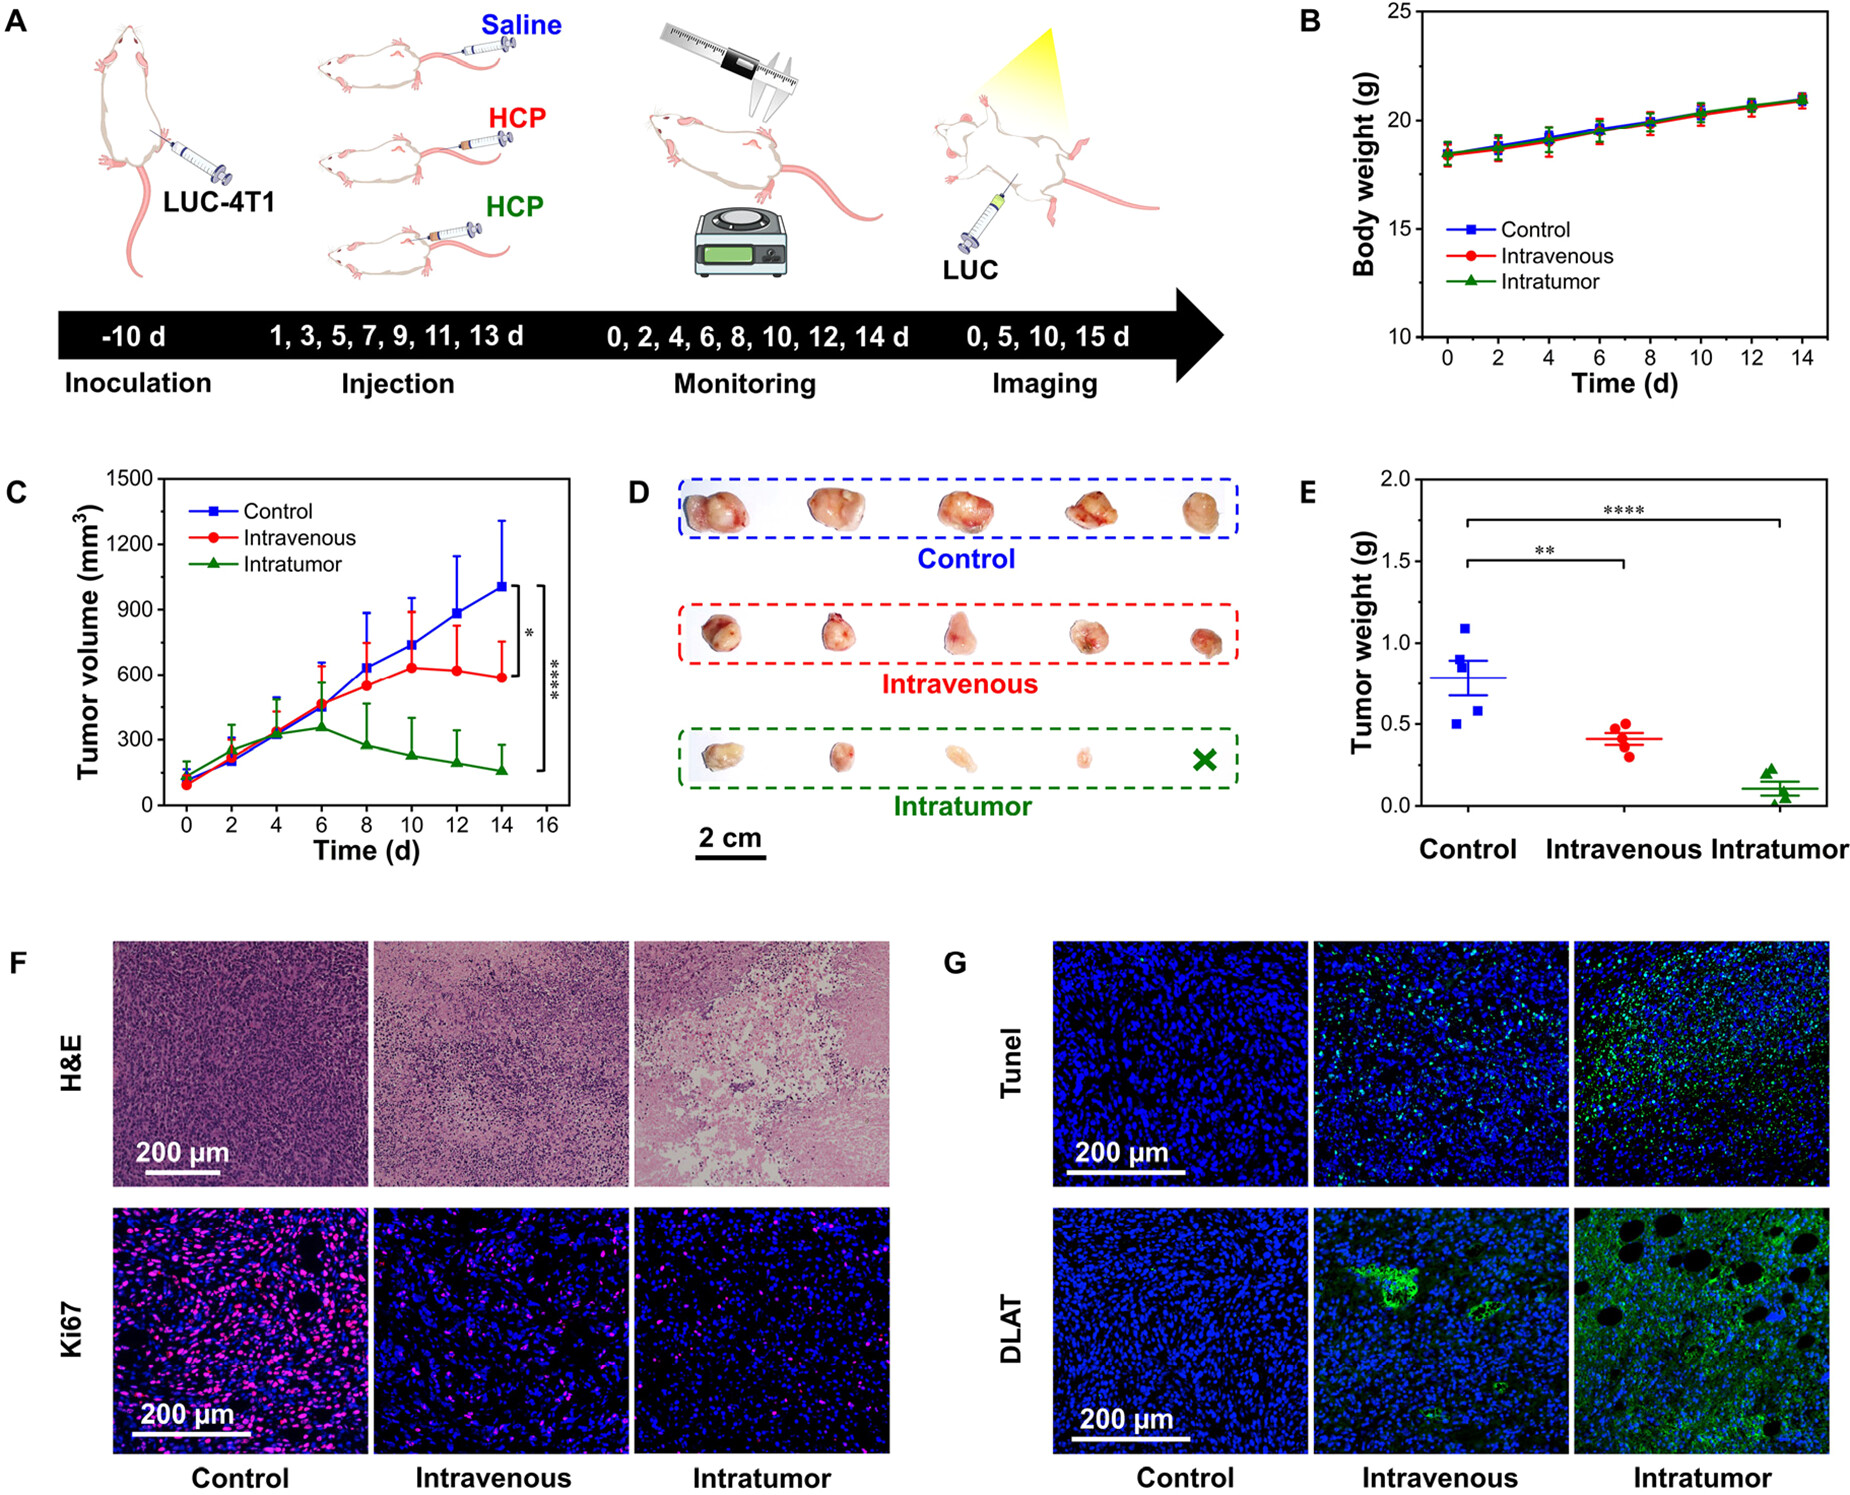 A
Saline
HCP
HCP
LUC-4T1
LUC
-10 d
1, 3, 5, 7, 9, 11, 13 d
0, 2, 4, 6, 8, 10, 12, 14 d
0, 5, 10, 15 d
Inoculation
Injection
Monitoring
Imaging
B
Body weight (g)
25
20
15
10
Control
Intravenous
Intratumor
0 2 4 6 8 10 12 14
Time (d)
C
Tumor volume (mm³)
1500
1200
900
600
300
0
Control
Intravenous
Intratumor
*
****
0 2 4 6 8 10 12 14 16
Time (d)
D
Control
Intravenous
Intratumor
2 cm
E
Tumor weight (g)
2.0
1.5
1.0
0.5
0.0
****
**
Control Intravenous Intratumor
F
H&E
200 µm
Ki67
200 µm
Control
Intravenous
Intratumor
G
Tunel
200 µm
DLAT
200 µm
Control
Intravenous
Intratumor